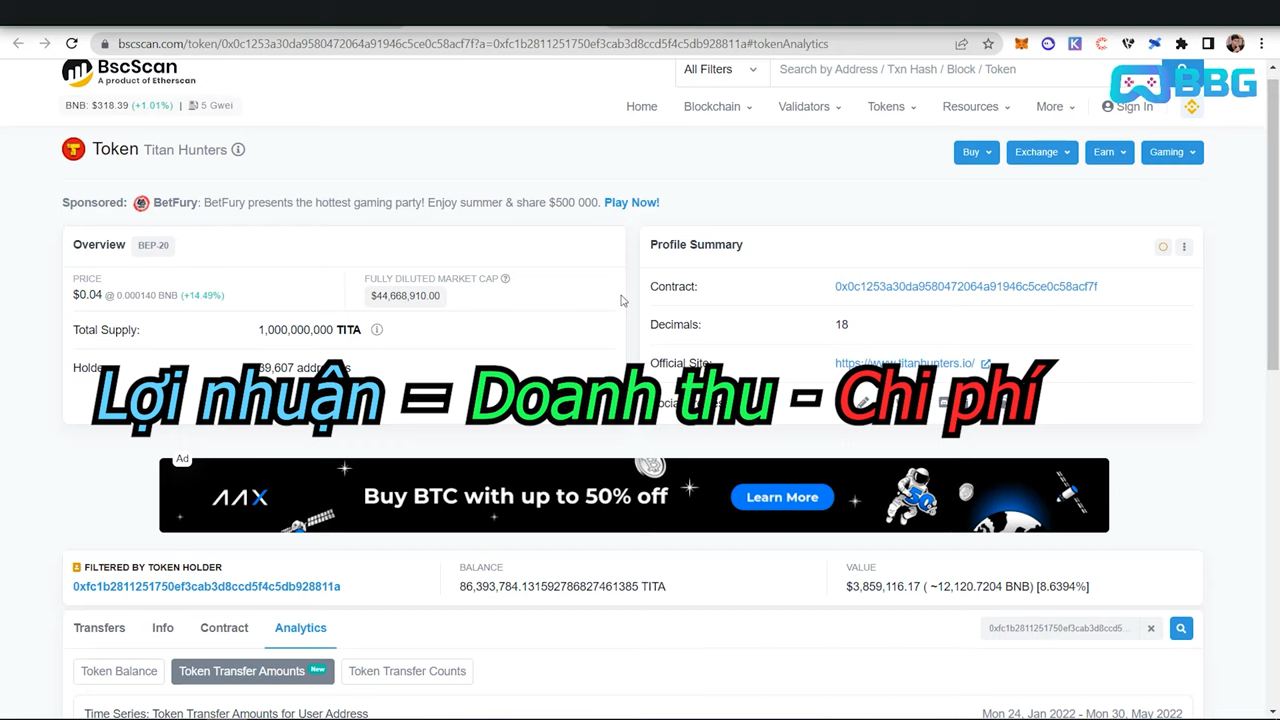 bscscan.com/token/0x0c1253a30da9580472064a91946c5ce0c58acf7f?a=0xfc1b2811251750ef3cab3d8ccd5f4c5db928811a#tokenAnalytics
BscScan
A product of Etherscan
All Filters
Search by Address / Txn Hash / Block / Token
BBG
BNB: $318.39 (+1.01%) | 5 Gwei
Home Blockchain Validators Tokens Resources More Sign In
Token Titan Hunters
Buy Exchange Earn Gaming
Sponsored: BetFury: BetFury presents the hottest gaming party! Enjoy summer & share $500 000. Play Now!
Overview BEP-20
Profile Summary
PRICE
$0.04 @ 0.000140 BNB (+14.49%)
FULLY DILUTED MARKET CAP
$44,668,910.00
Contract: 0x0c1253a30da9580472064a91946c5ce0c58acf7f
Total Supply: 1,000,000,000 TITA
Decimals: 18
39,607
Official Site: https://www.titanhunters.io/
Lợi nhuận = Doanh thu - Chi phí
Ad
AAX Buy BTC with up to 50% off Learn More
FILTERED BY TOKEN HOLDER
0xfc1b2811251750ef3cab3d8ccd5f4c5db928811a
BALANCE
86,393,784.131592786827461385 TITA
VALUE
$3,859,116.17 ( ~12,120.7204 BNB) [8.6394%]
Transfers Info Contract Analytics
0xfc1b2811251750ef3cab3d8ccd5...
Token Balance Token Transfer Amounts New Token Transfer Counts
Time Series: Token Transfer Amounts for User Address
Mon 24, Jan 2022 - Mon 30, May 2022